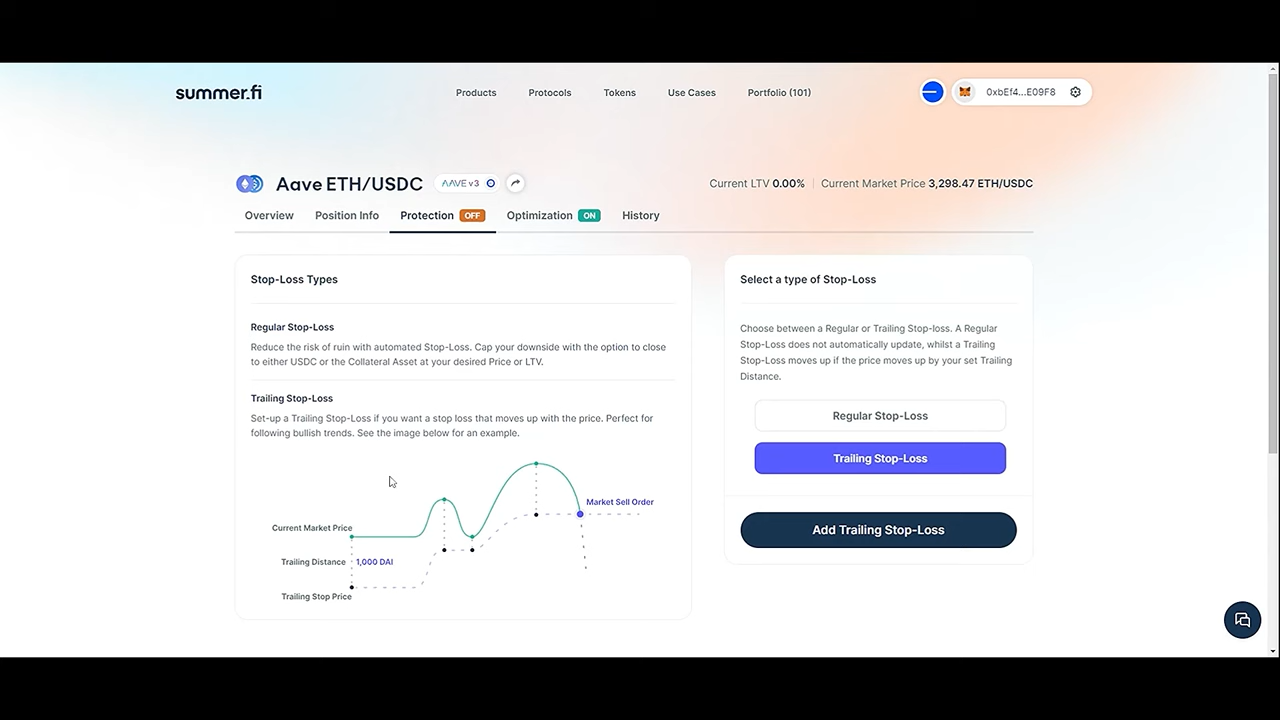 summer.fi
Products
Protocols
Tokens
Use Cases
Portfolio (101)
0xbEf4...E09F8
Aave ETH/USDC
AAVE v3
Current LTV 0.00%
Current Market Price 3,298.47 ETH/USDC
Overview
Position Info
Protection OFF
Optimization ON
History
Stop-Loss Types
Regular Stop-Loss
Reduce the risk of ruin with automated Stop-Loss. Cap your downside with the option to close
to either USDC or the Collateral Asset at your desired Price or LTV.
Trailing Stop-Loss
Set-up a Trailing Stop-Loss if you want a stop loss that moves up with the price. Perfect for
following bullish trends. See the image below for an example.
Market Sell Order
Current Market Price
Trailing Distance
1,000 DAI
Trailing Stop Price
Select a type of Stop-Loss
Choose between a Regular or Trailing Stop-loss. A Regular
Stop-Loss does not automatically update, whilst a Trailing
Stop-Loss moves up if the price moves up by your set Trailing
Distance.
Regular Stop-Loss
Trailing Stop-Loss
Add Trailing Stop-Loss